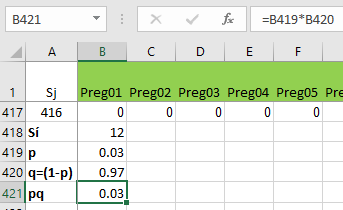 B421 fx =B419*B420
A B C D E F
1 Sj Preg01 Preg02 Preg03 Preg04 Preg05
417 416 0 0 0 0 0
418 Sí 12
419 p 0.03
420 q=(1-p) 0.97
421 pq 0.03